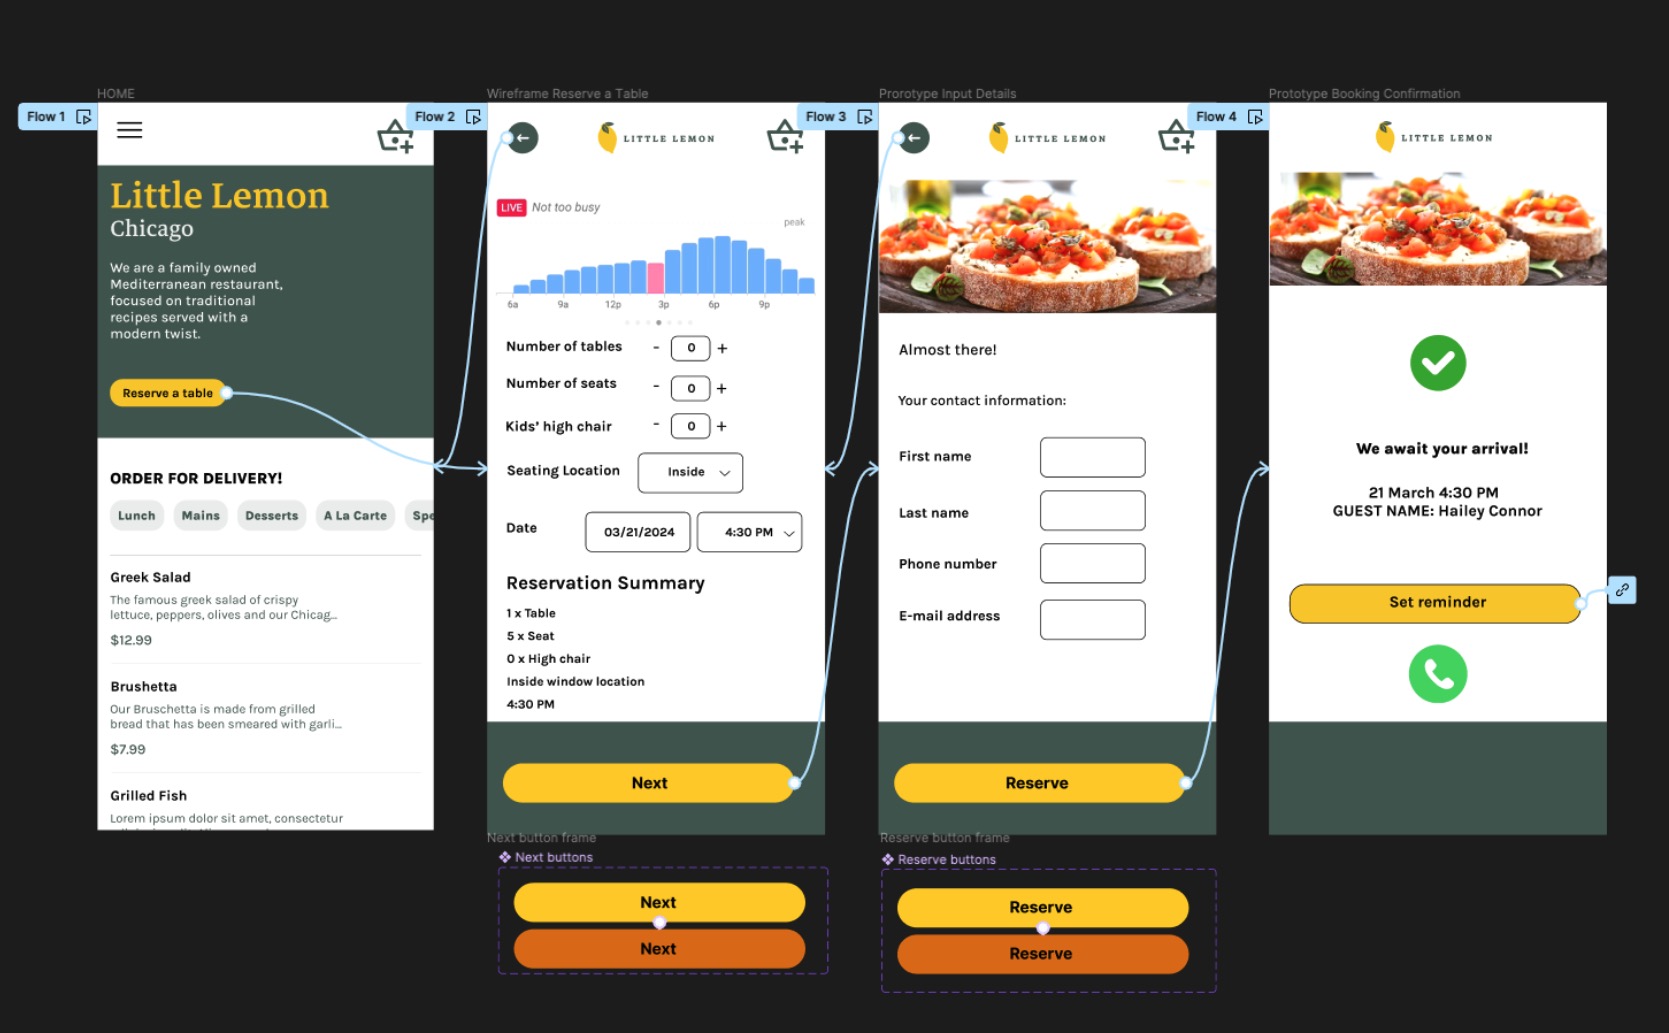 HOME
Flow 1
Little Lemon
Chicago
We are a family owned
Mediterranean restaurant,
focused on traditional
recipes served with a
modern twist.
Reserve a table
ORDER FOR DELIVERY!
Lunch
Mains
Desserts
A La Carte
Spe
Greek Salad
The famous greek salad of crispy
lettuce, peppers, olives and our Chicag...
$12.99
Brushetta
Our Bruschetta is made from grilled
bread that has been smeared with garli...
$7.99
Grilled Fish
Lorem ipsum dolor sit amet, consectetur
Wireframe Reserve a Table
Flow 2
LITTLE LEMON
LIVE Not too busy
peak
6a 9a 12p 3p 6p 9p
Number of tables - 0 +
Number of seats - 0 +
Kids' high chair - 0 +
Seating Location Inside
Date 03/21/2024 4:30 PM
Reservation Summary
1 x Table
5 x Seat
0 x High chair
Inside window location
4:30 PM
Next
Next button frame
Next buttons
Next
Next
Prorotype Input Details
Flow 3
LITTLE LEMON
Almost there!
Your contact information:
First name
Last name
Phone number
E-mail address
Reserve
Reserve button frame
Reserve buttons
Reserve
Reserve
Prototype Booking Confirmation
Flow 4
LITTLE LEMON
We await your arrival!
21 March 4:30 PM
GUEST NAME: Hailey Connor
Set reminder